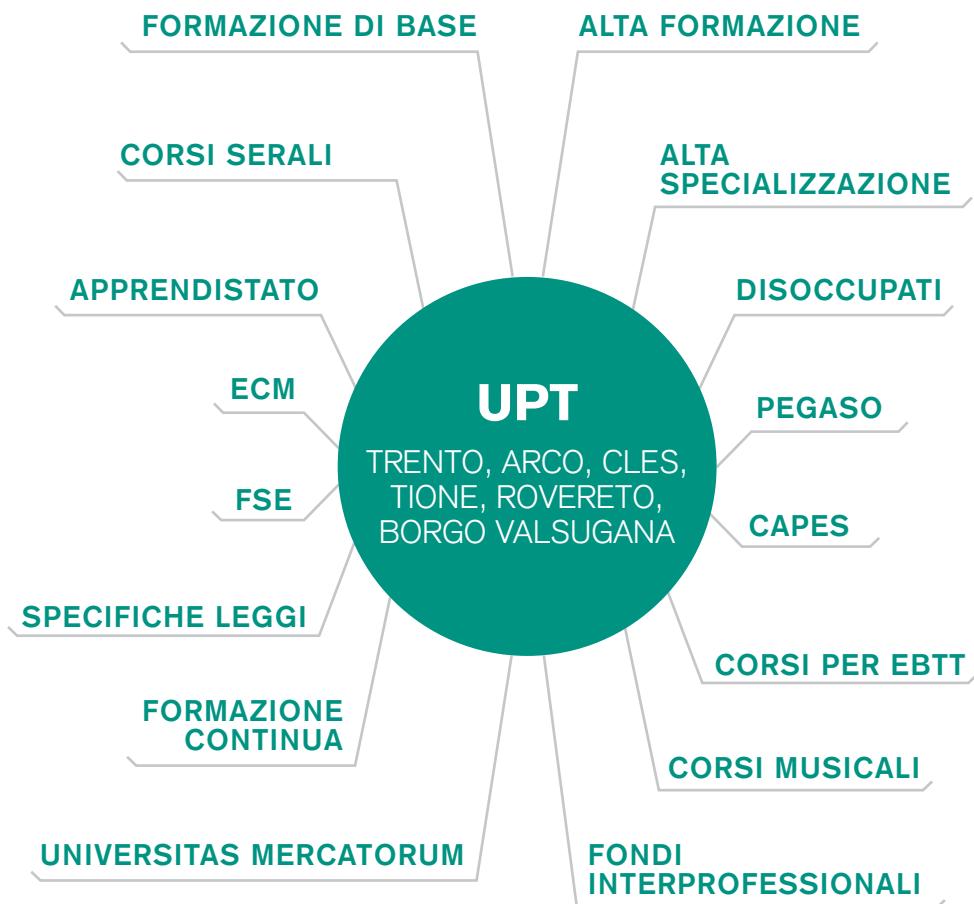 FORMAZIONE DI BASE
ALTA FORMAZIONE
CORSI SERALI
ALTA
SPECIALIZZAZIONE
APPRENDISTATO
DISOCCUPATI
ECM
PEGASO
UPT
TRENTO, ARCO, CLES,
TIONE, ROVERETO,
BORGO VALSUGANA
FSE
CAPES
SPECIFICHE LEGGI
CORSI PER EBTT
FORMAZIONE
CONTINUA
CORSI MUSICALI
UNIVERSITAS MERCATORUM
FONDI
INTERPROFESSIONALI